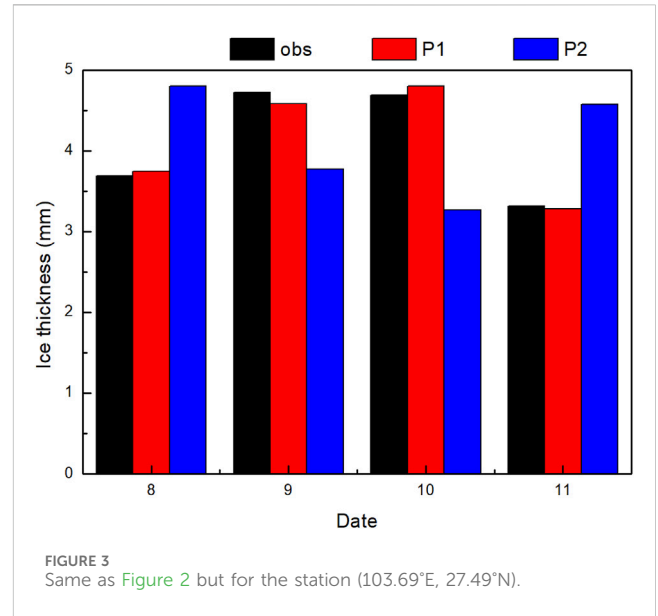 obs P1 P2
5
4
3
2
1
0
Ice thickness (mm)
8 9 10 11
Date
FIGURE 3
Same as Figure 2 but for the station (103.69°E, 27.49°N).